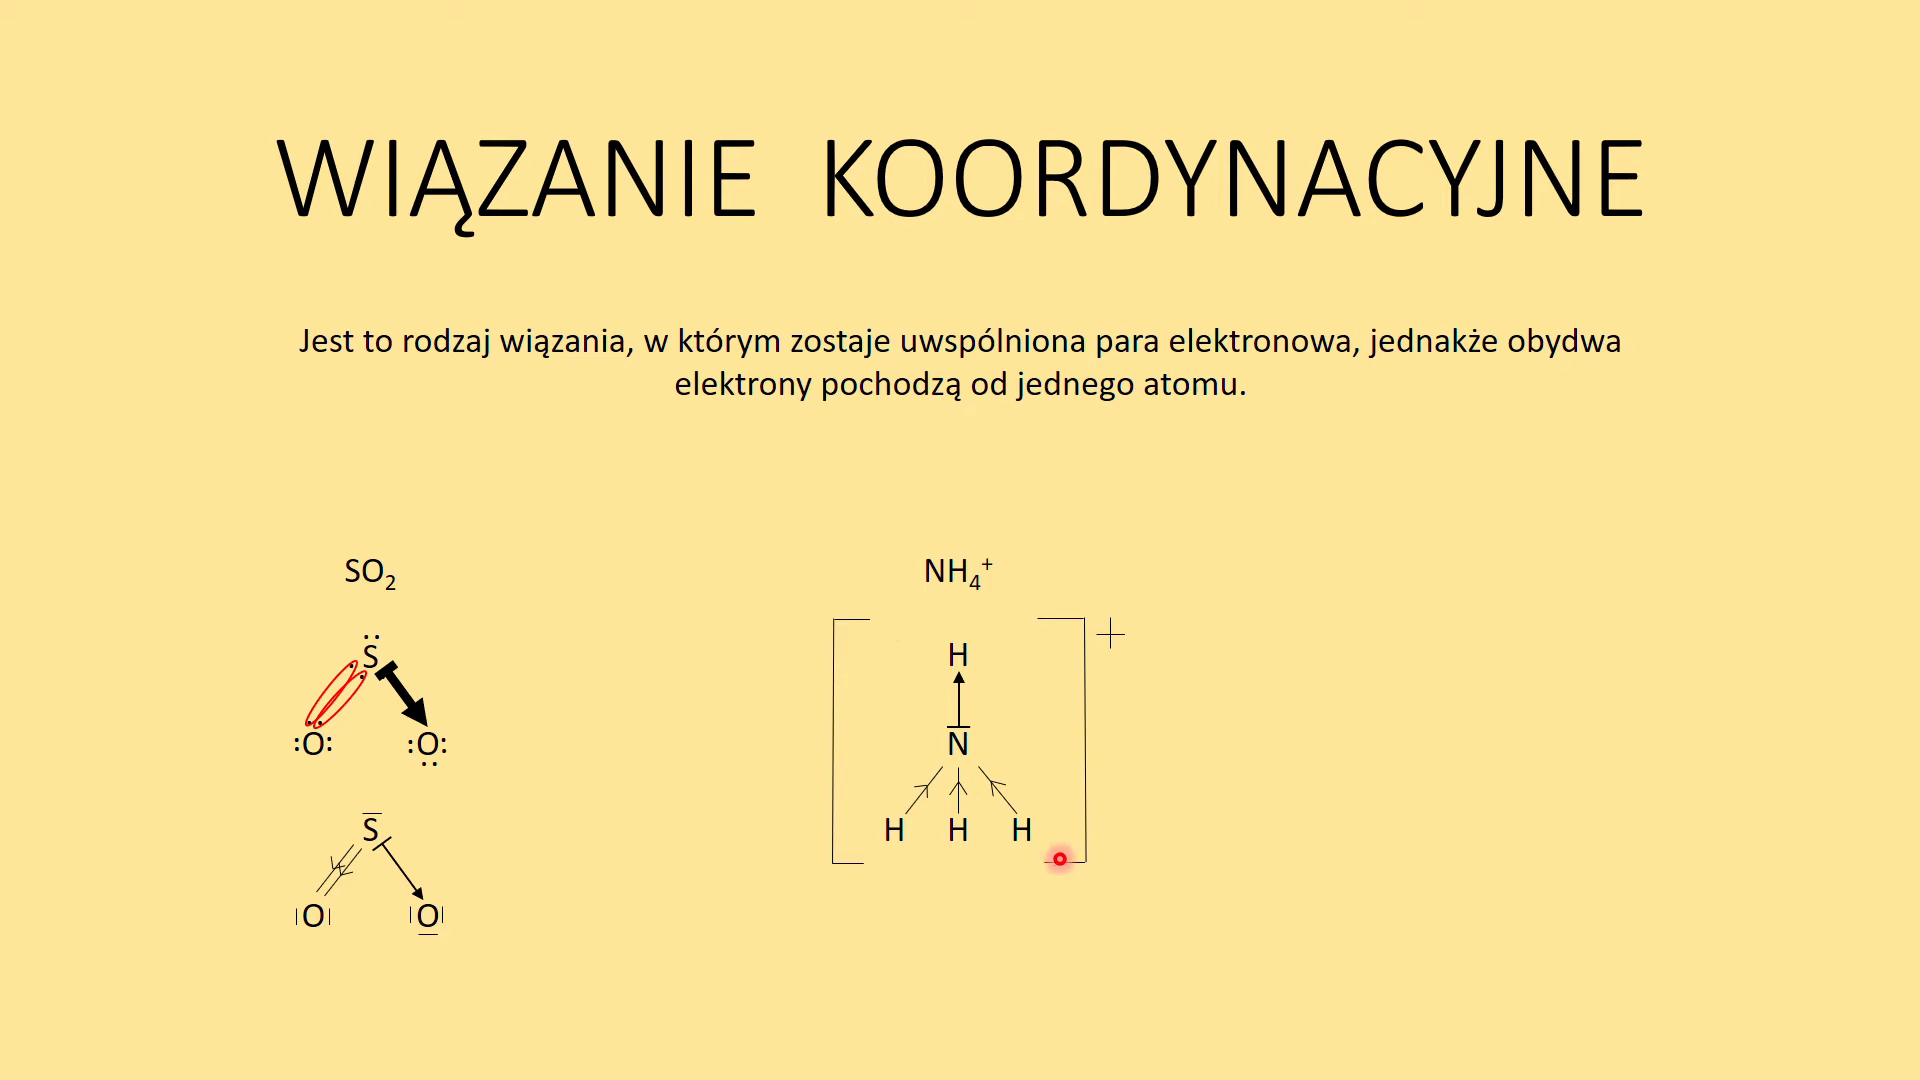 WIĄZANIE KOORDYNACYJNE
Jest to rodzaj wiązania, w którym zostaje uwspólniona para elektronowa, jednakże obydwa
elektrony pochodzą od jednego atomu.
SO₂
NH₄⁺
S
:O: :O:
S
|O| |O|
+
H
N
H H H